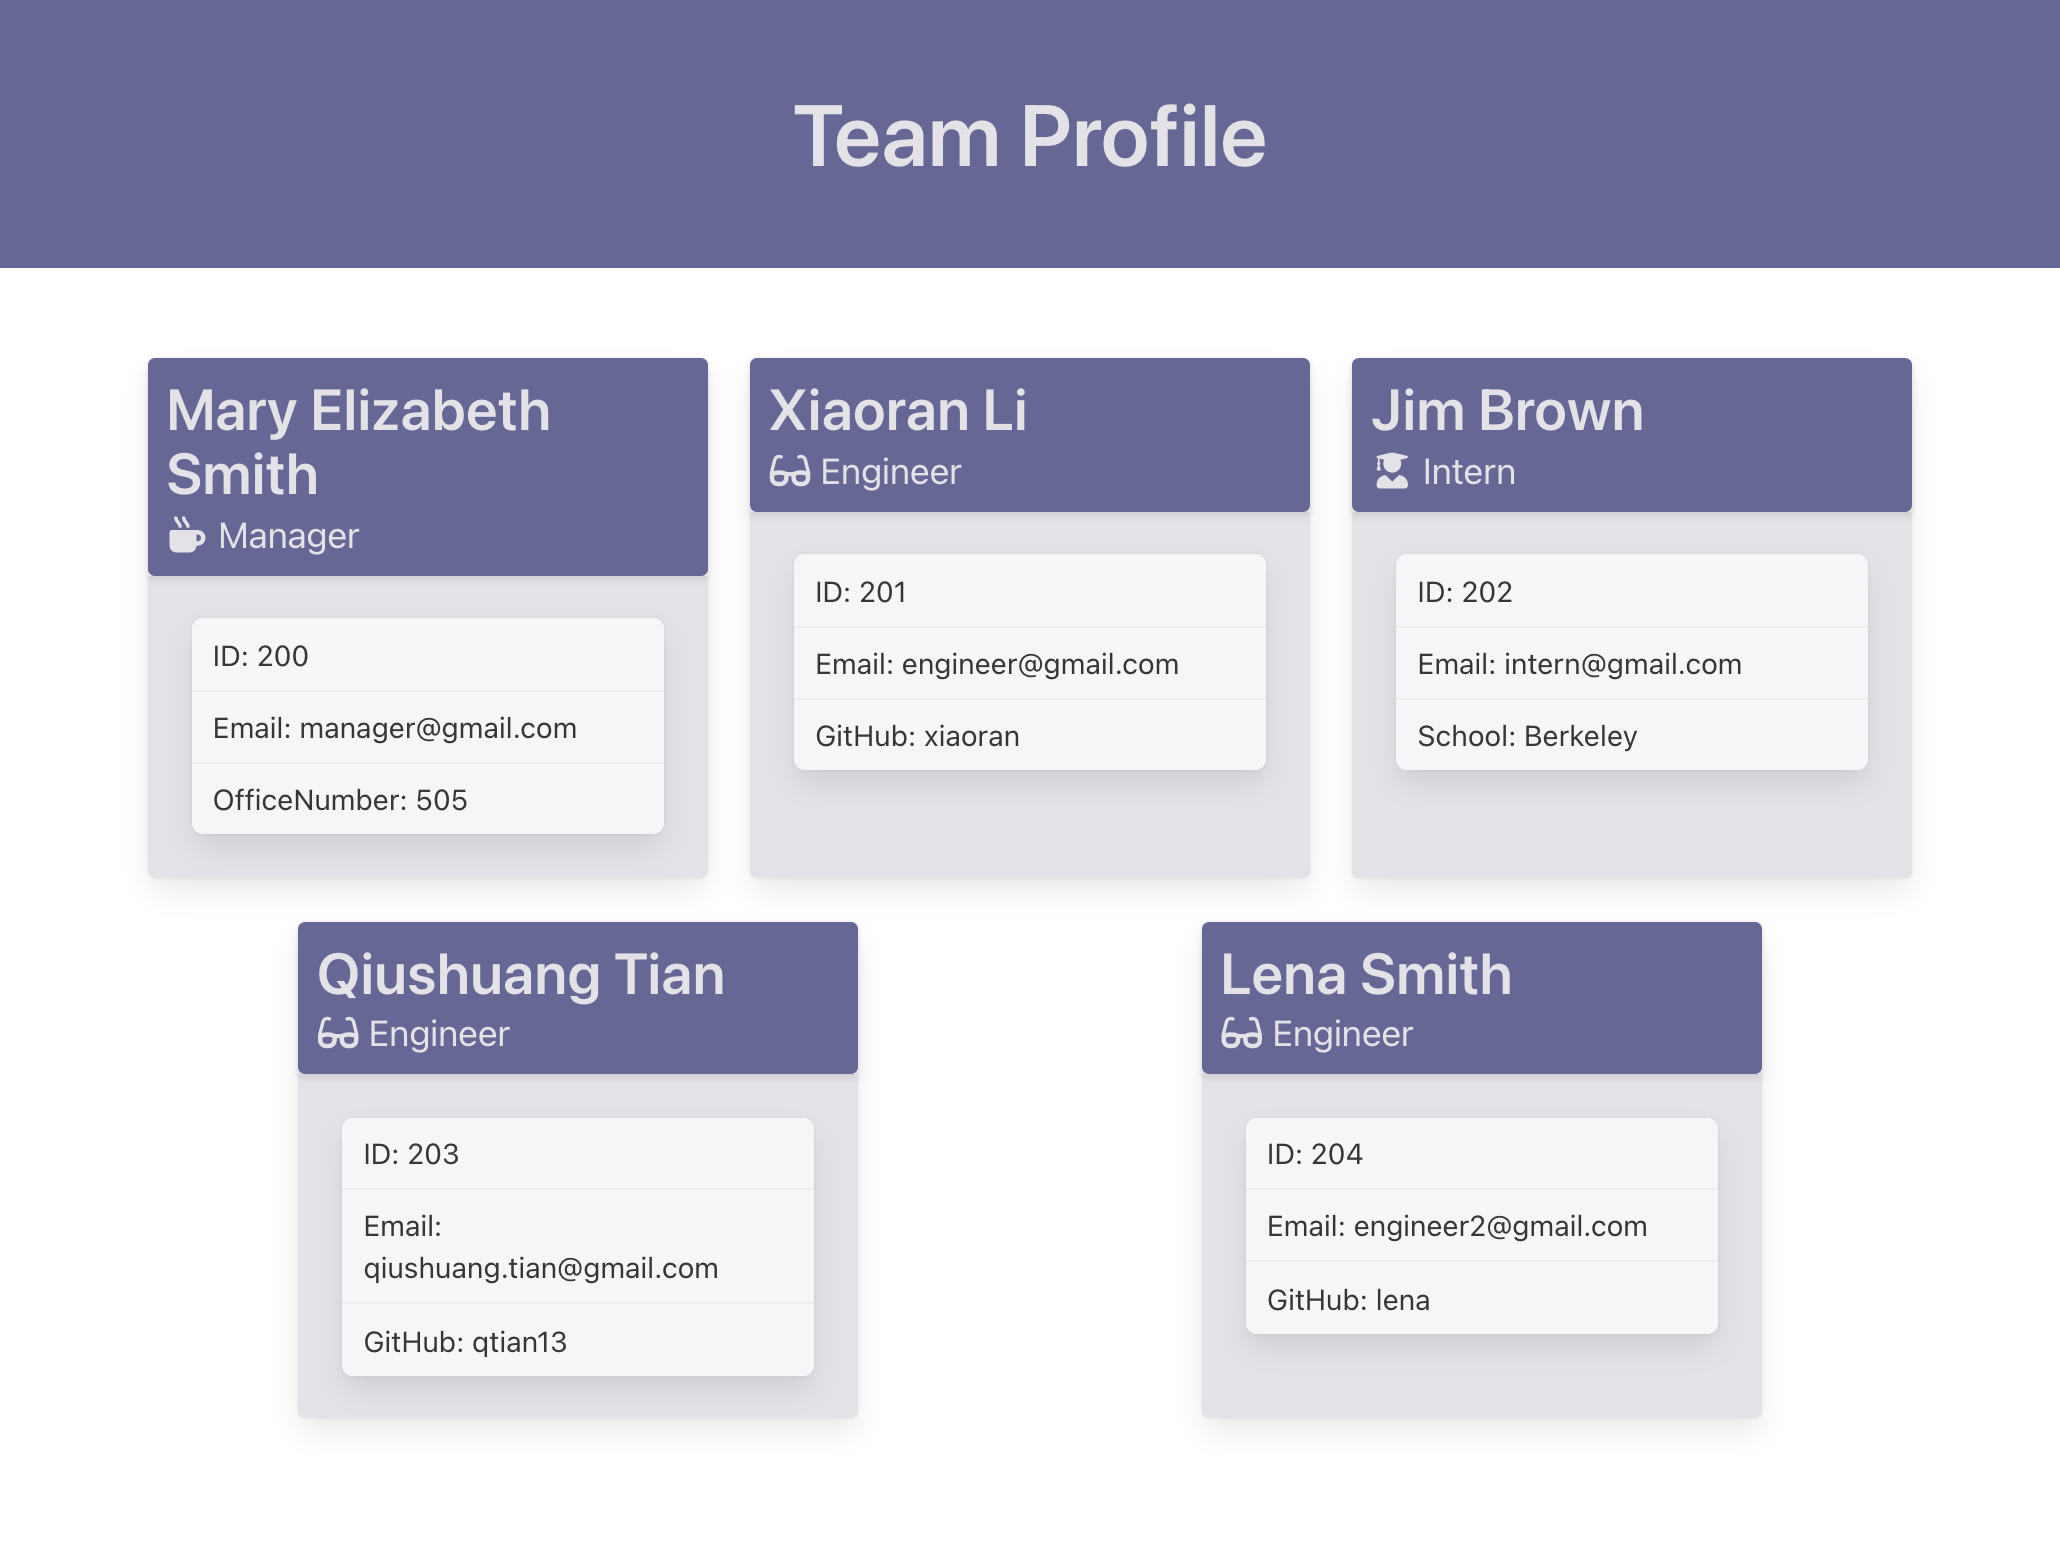 Team Profile
Mary Elizabeth
Smith
Manager
ID: 200
Email: manager@gmail.com
OfficeNumber: 505
Xiaoran Li
Engineer
ID: 201
Email: engineer@gmail.com
GitHub: xiaoran
Jim Brown
Intern
ID: 202
Email: intern@gmail.com
School: Berkeley
Qiushuang Tian
Engineer
ID: 203
Email:
qiushuang.tian@gmail.com
GitHub: qtian13
Lena Smith
Engineer
ID: 204
Email: engineer2@gmail.com
GitHub: lena